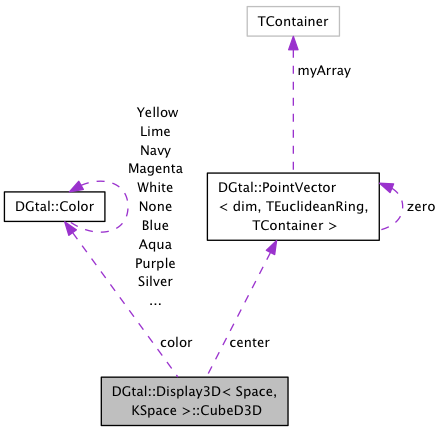 TContainer
myArray
Yellow
Lime
Navy
Magenta
White
None
Blue
Aqua
Purple
Silver
...
DGtal::Color
DGtal::PointVector
< dim, TEuclideanRing,
TContainer >
zero
color
center
DGtal::Display3D< Space,
KSpace >::CubeD3D